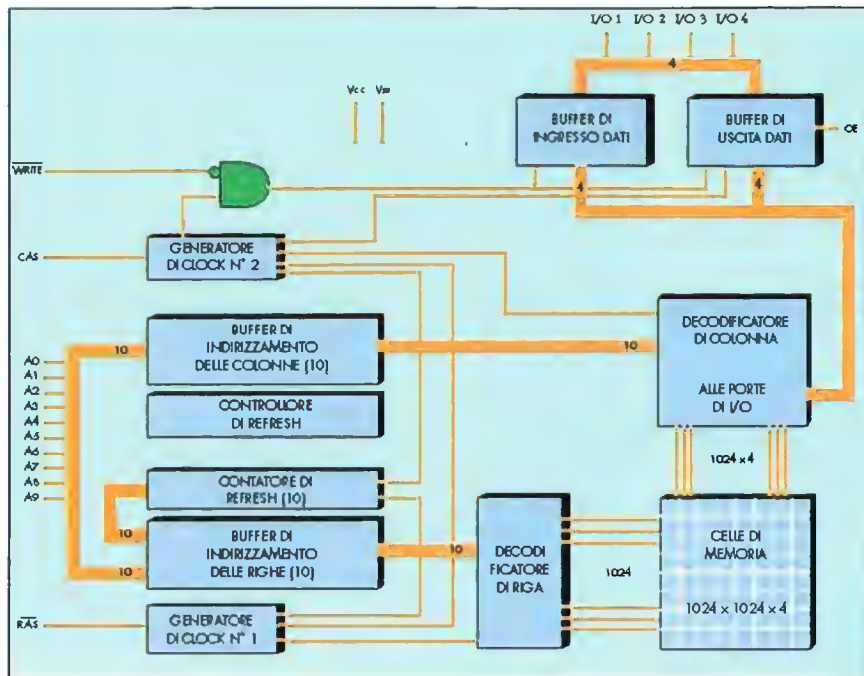 I/O 1 I/O 2 I/O 3 I/O 4
4
Vcc
BUFFER DI
INGRESSO DATI
BUFFER DI
USCITA DATI
OE
WRITE
4
4
CAS
GENERATORE
DI CLOCK N° 2
BUFFER DI
INDIRIZZAMENTO
DELLE COLONNE (10)
10
10
DECODIFICATORE
DI COLONNA
ALLE PORTE
DI I/O
A0
A1
A2
A3
A4
A5
A6
A7
A8
A9
CONTROLLORE
DI REFRESH
1024 x 4
CONTATORE DI
REFRESH (10)
10
BUFFER DI
INDIRIZZAMENTO
DELLE RIGHE (10)
10
10
DECODI
FICATORE
DI RIGA
1024
CELLE DI
MEMORIA
1024 x 1024 x 4
RAS
GENERATORE
DI CLOCK N° 1